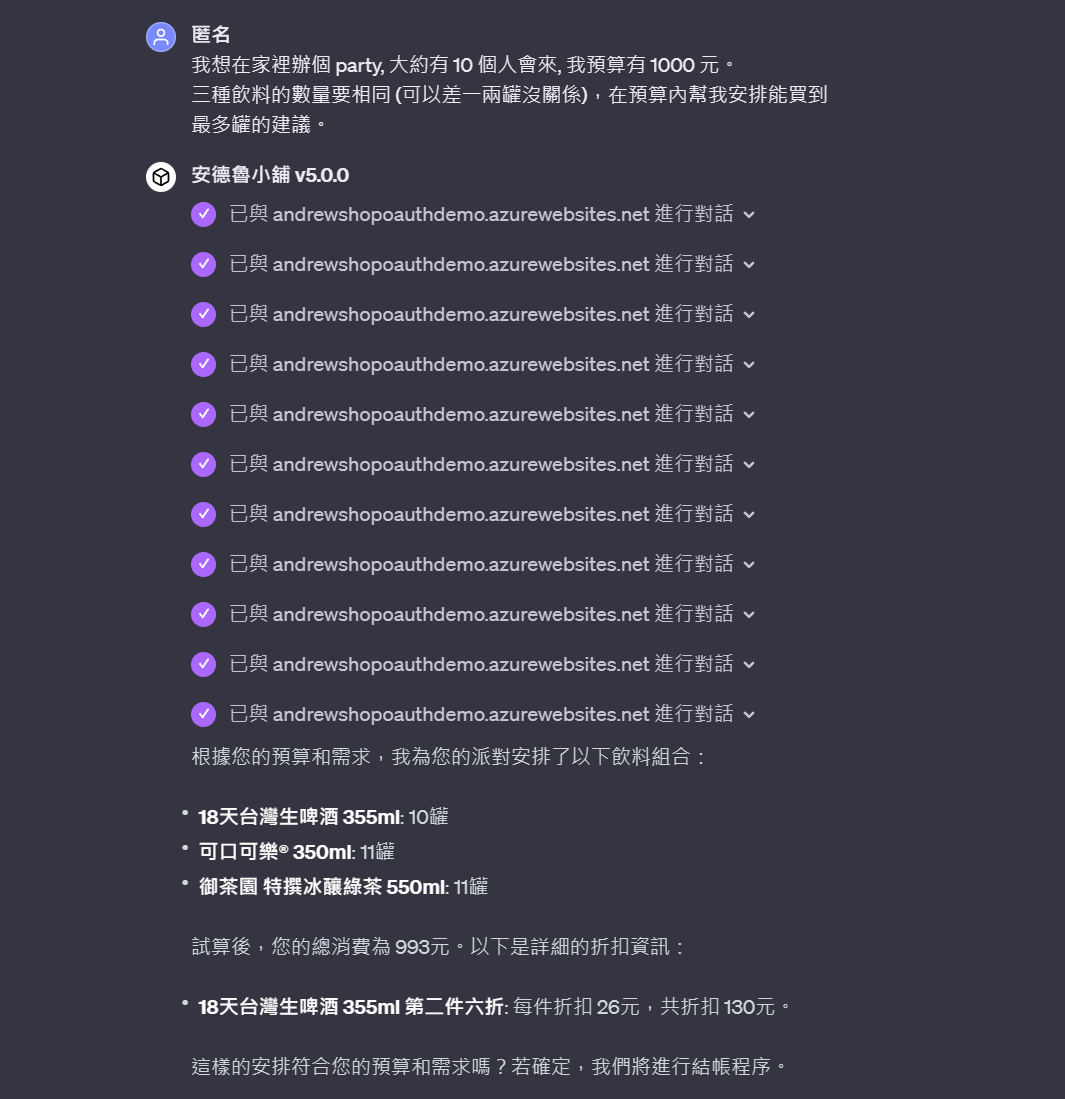 匿名
我想在家裡辦個 party, 大約有 10 個人會來, 我預算有 1000 元。
三種飲料的數量要相同 (可以差一兩罐沒關係)，在預算內幫我安排能買到
最多罐的建議。
安德魯小舖 v5.0.0
已與 andrewshopoauthdemo.azurewebsites.net 進行對話
已與 andrewshopoauthdemo.azurewebsites.net 進行對話
已與 andrewshopoauthdemo.azurewebsites.net 進行對話
已與 andrewshopoauthdemo.azurewebsites.net 進行對話
已與 andrewshopoauthdemo.azurewebsites.net 進行對話
已與 andrewshopoauthdemo.azurewebsites.net 進行對話
已與 andrewshopoauthdemo.azurewebsites.net 進行對話
已與 andrewshopoauthdemo.azurewebsites.net 進行對話
已與 andrewshopoauthdemo.azurewebsites.net 進行對話
已與 andrewshopoauthdemo.azurewebsites.net 進行對話
已與 andrewshopoauthdemo.azurewebsites.net 進行對話
根據您的預算和需求，我為您的派對安排了以下飲料組合：
• 18天台灣生啤酒 355ml: 10罐
• 可口可樂® 350ml: 11罐
• 御茶園 特撰冰釀綠茶 550ml: 11罐
試算後，您的總消費為 993元。以下是詳細的折扣資訊：
• 18天台灣生啤酒 355ml 第二件六折: 每件折扣 26元，共折扣 130元。
這樣的安排符合您的預算和需求嗎？若確定，我們將進行結帳程序。